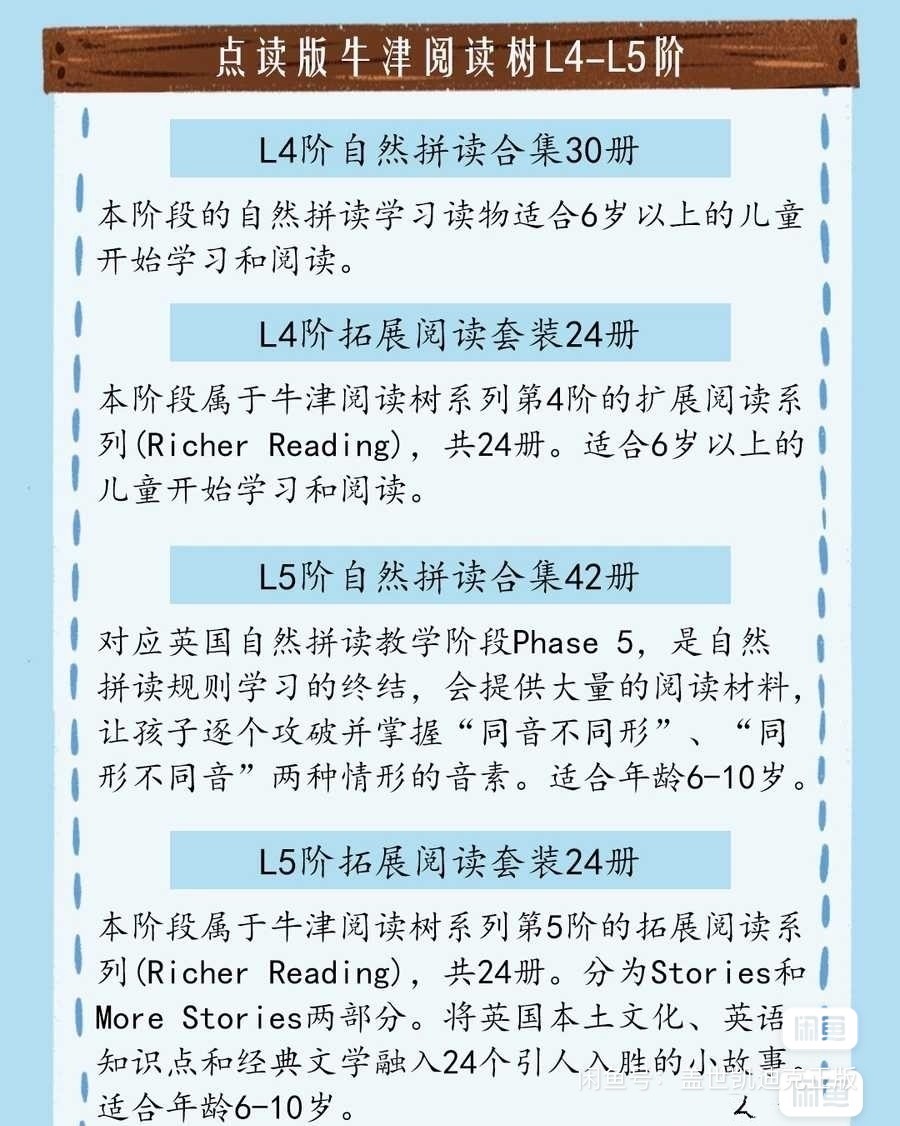 点读版牛津阅读树L4-L5阶
L4阶自然拼读合集30册
本阶段的自然拼读学习读物适合6岁以上的儿童
开始学习和阅读。
L4阶拓展阅读套装24册
本阶段属于牛津阅读树系列第4阶的扩展阅读系
列(Richer Reading)，共24册。适合6岁以上的
儿童开始学习和阅读。
L5阶自然拼读合集42册
对应英国自然拼读教学阶段Phase 5，是自然
拼读规则学习的终结，会提供大量的阅读材料，
让孩子逐个攻破并掌握“同音不同形”、“同
形不同音”两种情形的音素。适合年龄6-10岁。
L5阶拓展阅读套装24册
本阶段属于牛津阅读树系列第5阶的拓展阅读系
列(Richer Reading)，共24册。分为Stories和
More Stories两部分。将英国本土文化、英语
知识点和经典文学融入24个引人入胜的小故事。
适合年龄6-10岁。
闲鱼
闲鱼号：盖世凯迪克正版
闲鱼